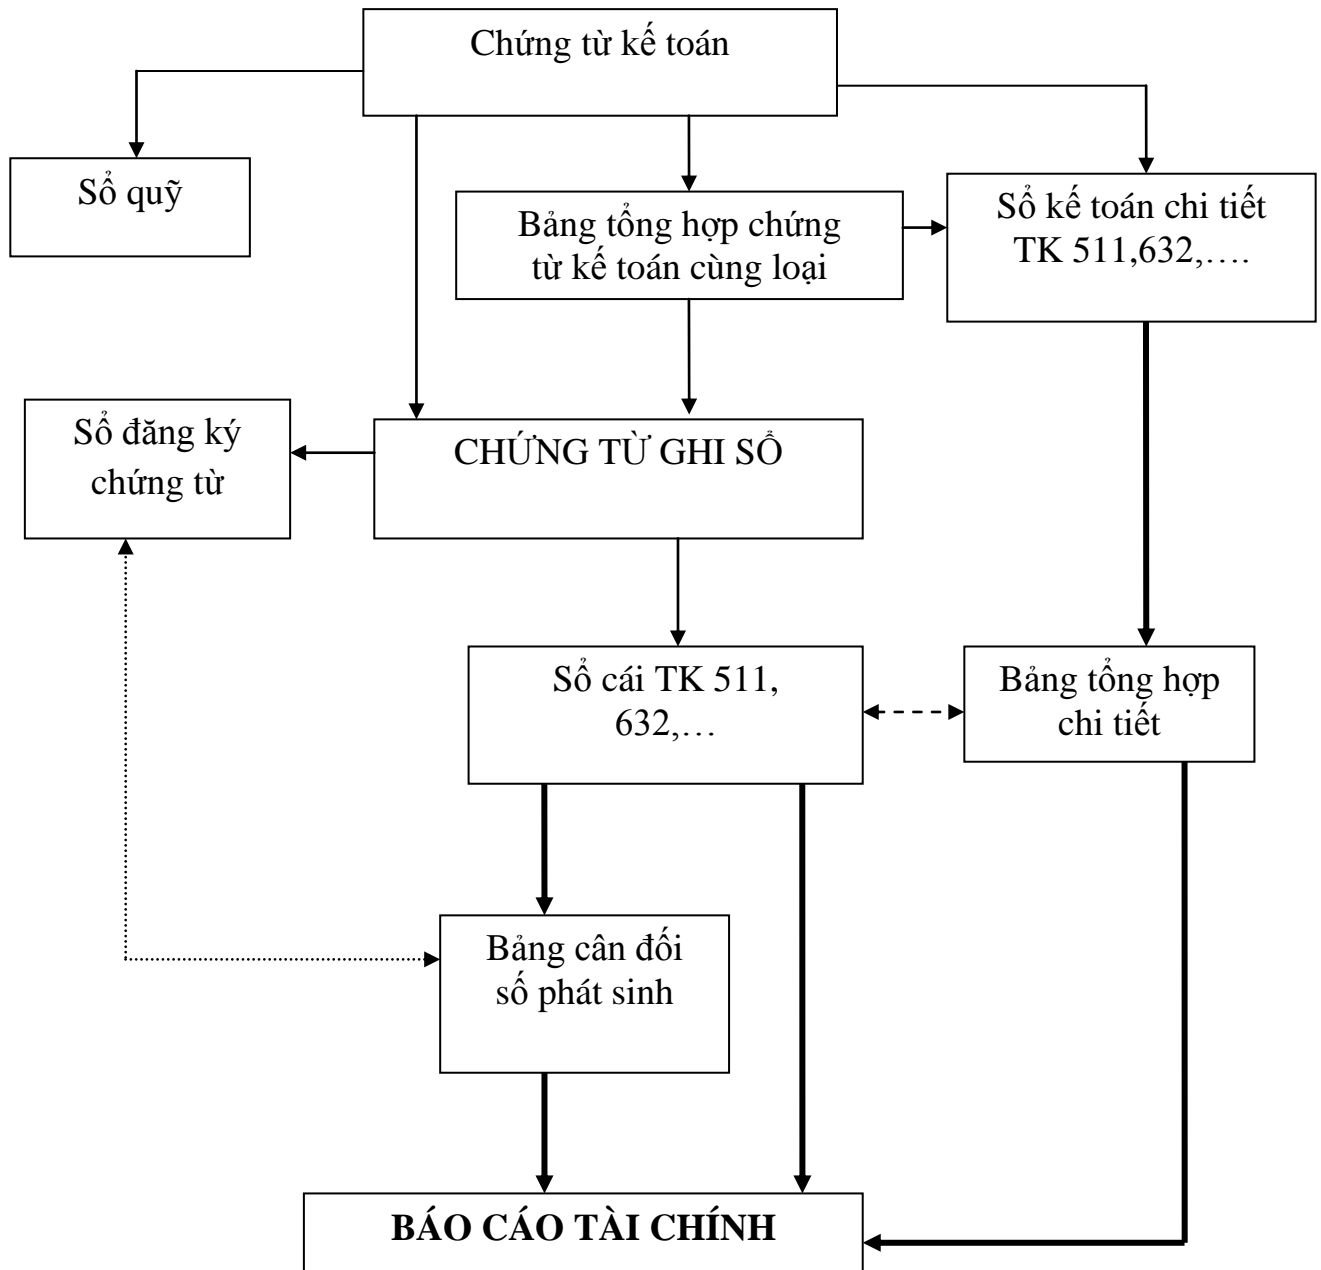 Chứng từ kế toán
Sổ quỹ
Bảng tổng hợp chứng
từ kế toán cùng loại
Sổ kế toán chi tiết
TK 511,632,….
Sổ đăng ký
chứng từ
CHỨNG TỪ GHI SỔ
Sổ cái TK 511,
632,…
Bảng tổng hợp
chi tiết
Bảng cân đối
số phát sinh
BÁO CÁO TÀI CHÍNH